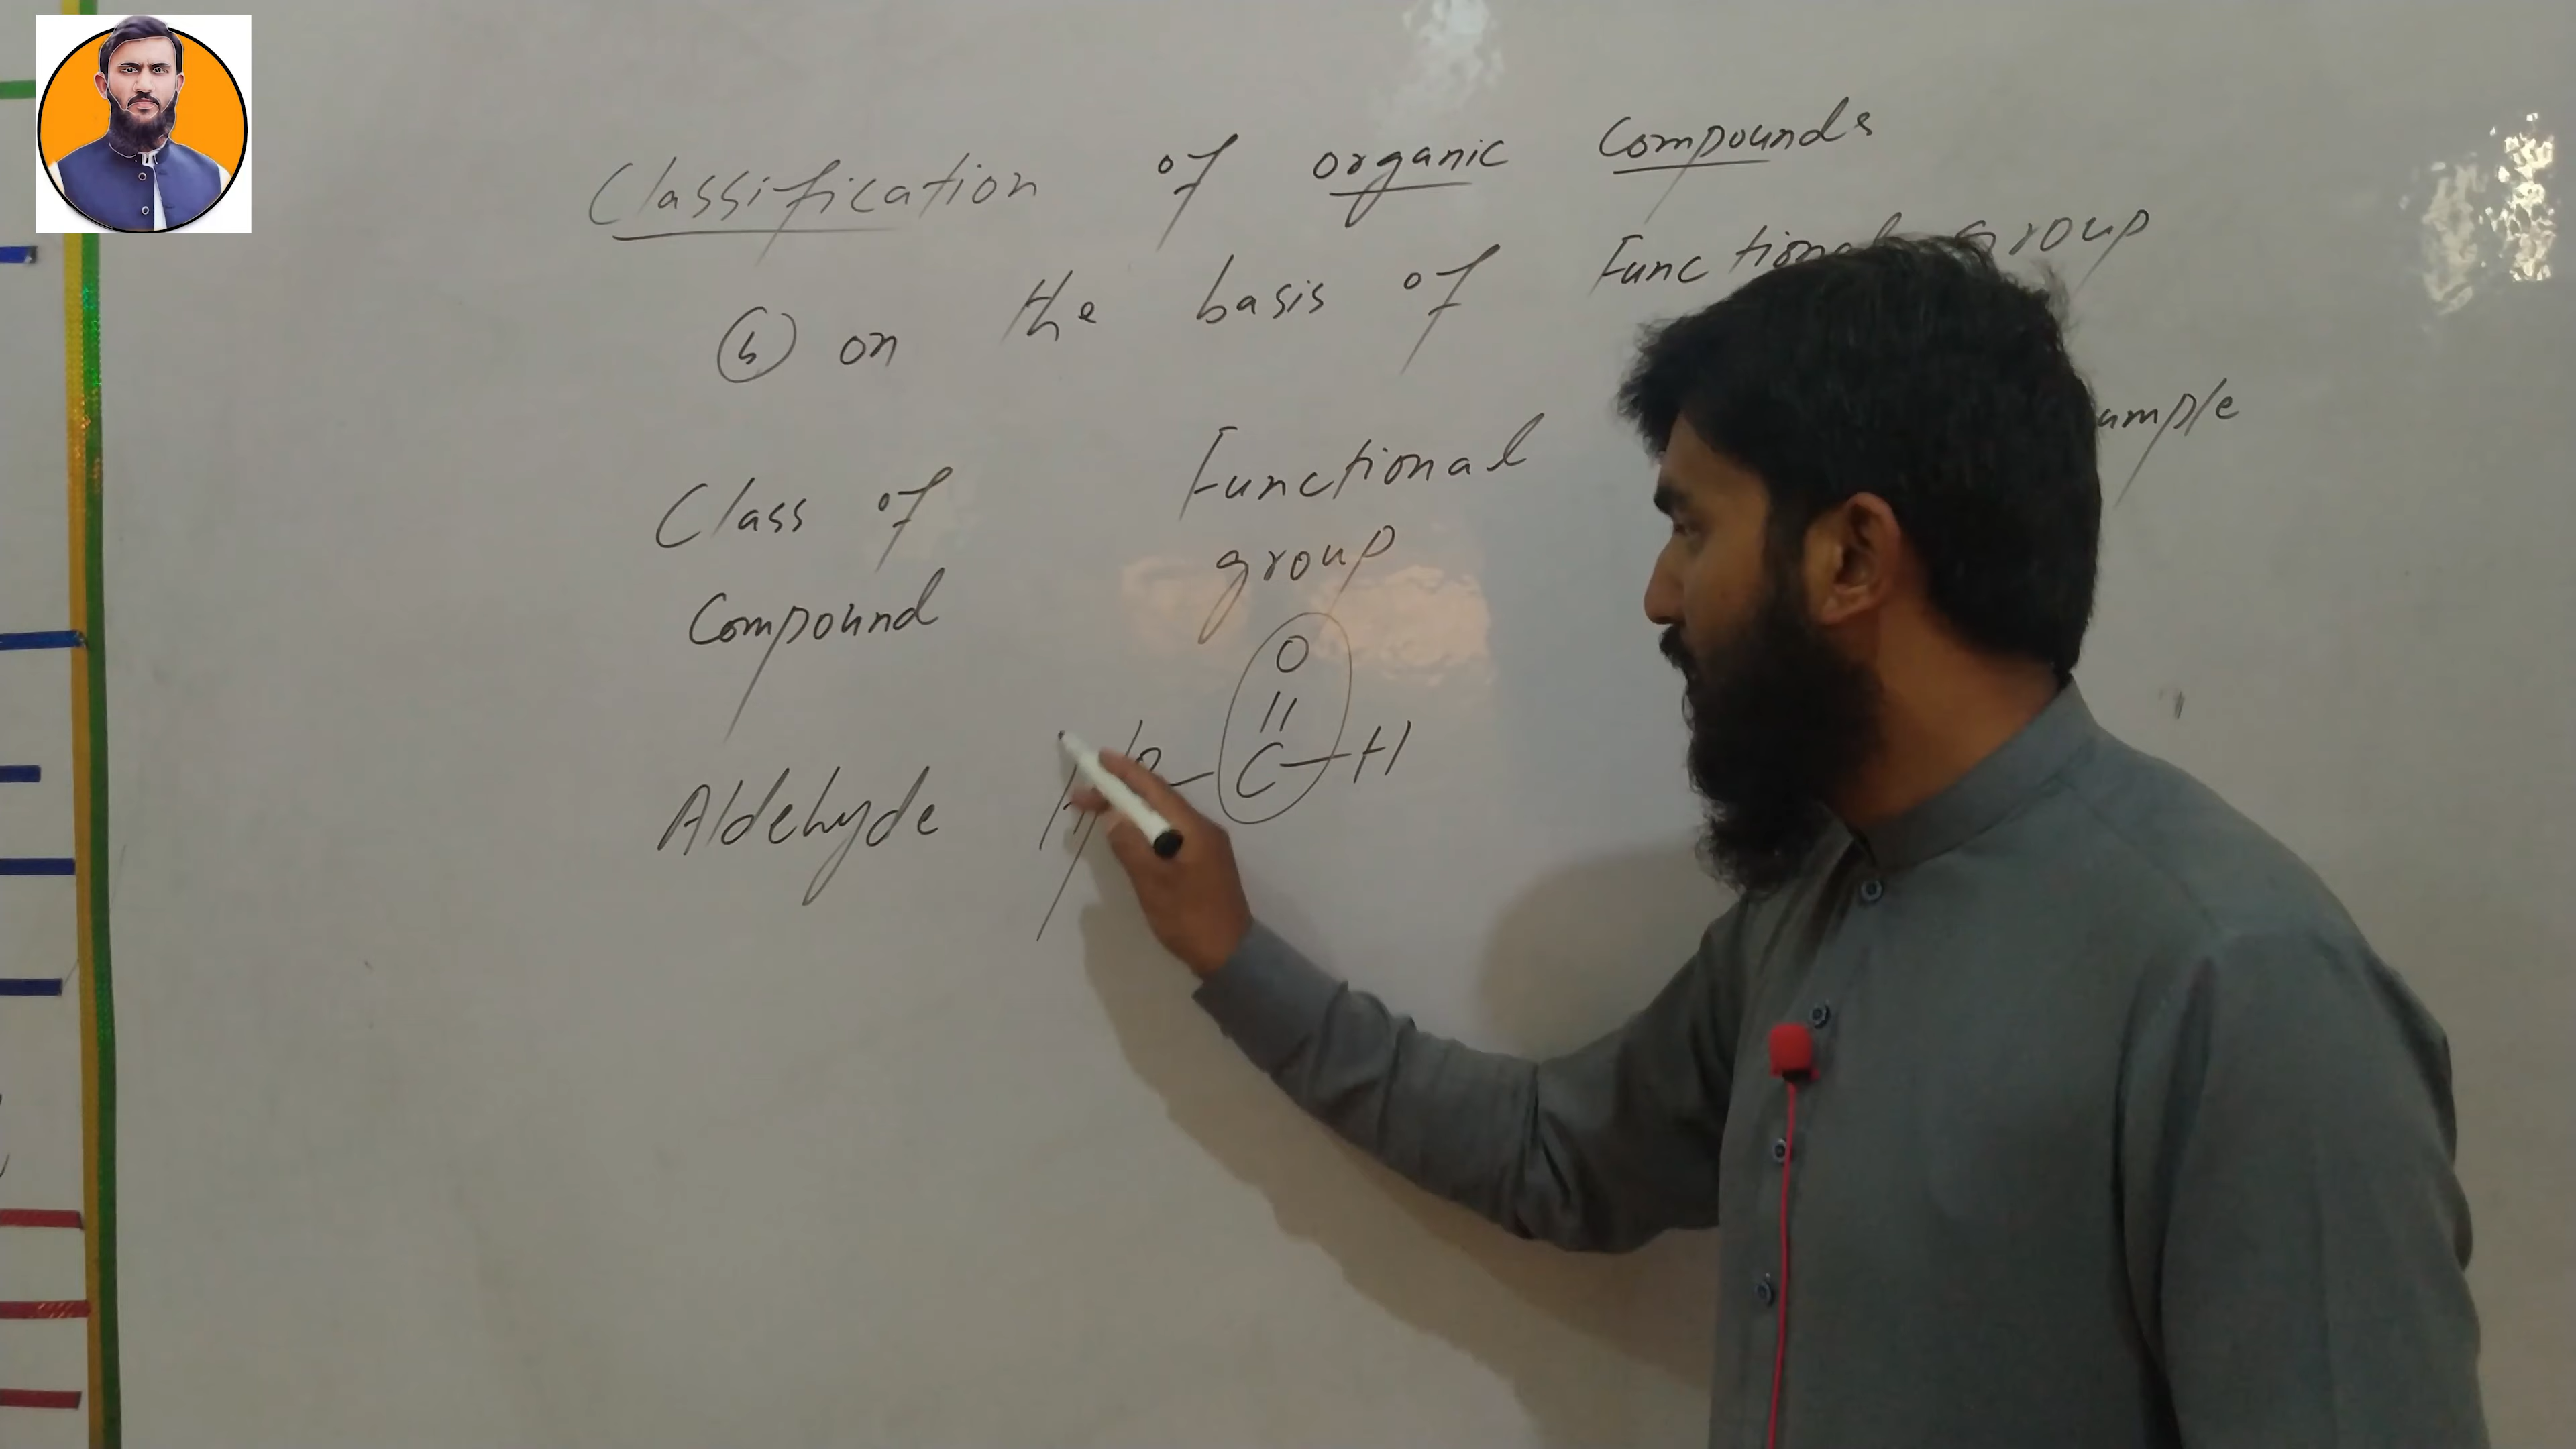 Classification of organic Compounds
(b) on the basis of Functional group
Class of Compound
Functional group
O
||
C-H
Aldehyde